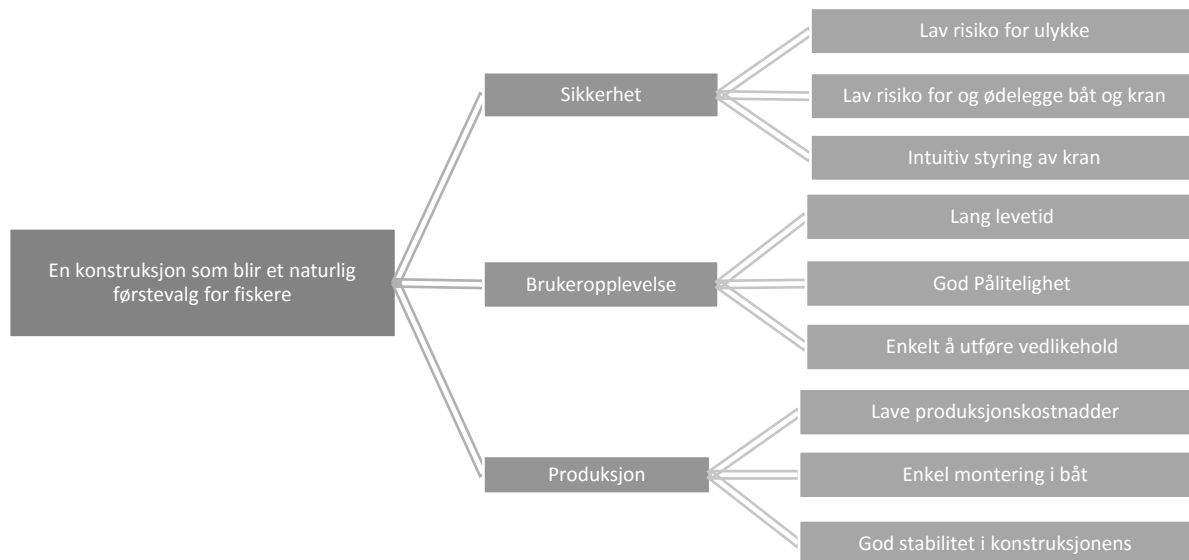 En konstruksjon som blir et naturlig
førstevalg for fiskere
Sikkerhet
Lav risiko for ulykke
Lav risiko for og ødelegge båt og kran
Intuitiv styring av kran
Brukeropplevelse
Lang levetid
God Pålitelighet
Enkelt å utføre vedlikehold
Produksjon
Lave produksjonskostnadder
Enkel montering i båt
God stabilitet i konstruksjonens